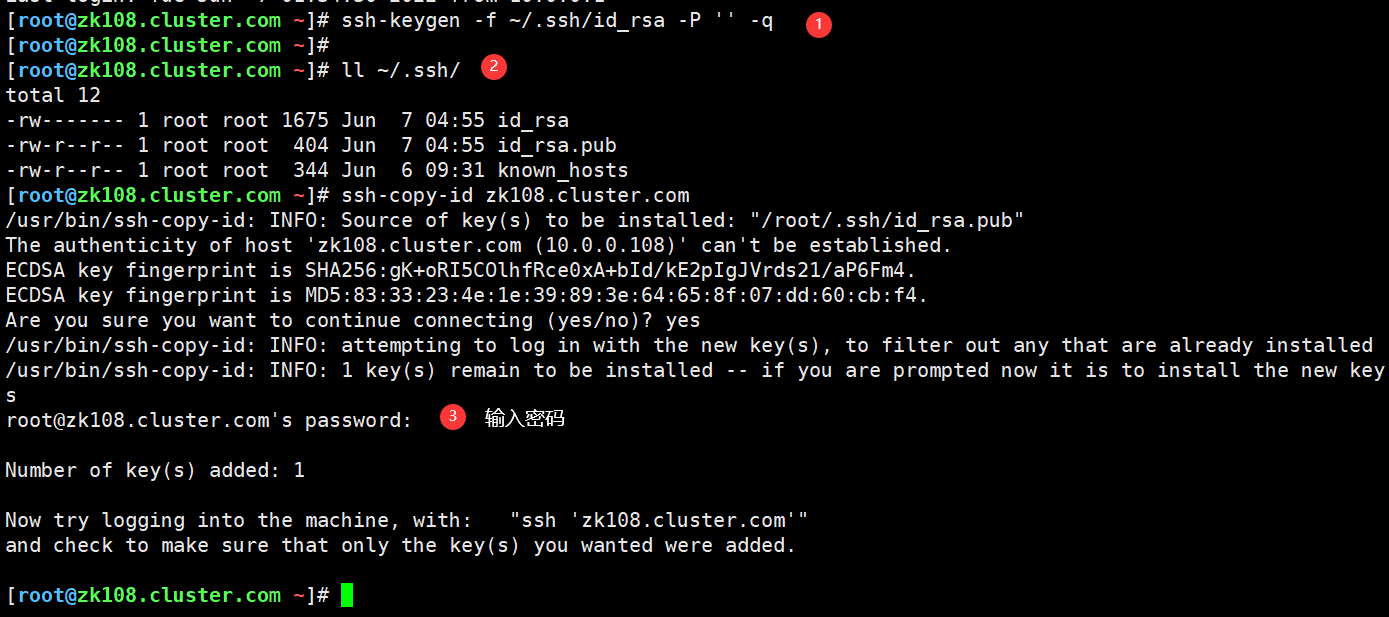 [root@zk108.cluster.com ~]# ssh-keygen -f ~/.ssh/id_rsa -P '' -q 1
[root@zk108.cluster.com ~]#
[root@zk108.cluster.com ~]# ll ~/.ssh/ 2
total 12
-rw------- 1 root root 1675 Jun  7 04:55 id_rsa
-rw-r--r-- 1 root root  404 Jun  7 04:55 id_rsa.pub
-rw-r--r-- 1 root root  344 Jun  6 09:31 known_hosts
[root@zk108.cluster.com ~]# ssh-copy-id zk108.cluster.com
/usr/bin/ssh-copy-id: INFO: Source of key(s) to be installed: "/root/.ssh/id_rsa.pub"
The authenticity of host 'zk108.cluster.com (10.0.0.108)' can't be established.
ECDSA key fingerprint is SHA256:gK+oRI5COlhfRce0xA+bId/kE2pIgJVrds21/aP6Fm4.
ECDSA key fingerprint is MD5:83:33:23:4e:1e:39:89:3e:64:65:8f:07:dd:60:cb:f4.
Are you sure you want to continue connecting (yes/no)? yes
/usr/bin/ssh-copy-id: INFO: attempting to log in with the new key(s), to filter out any that are already installed
/usr/bin/ssh-copy-id: INFO: 1 key(s) remain to be installed -- if you are prompted now it is to install the new key
s
root@zk108.cluster.com's password: 3 输入密码
Number of key(s) added: 1
Now try logging into the machine, with:   "ssh 'zk108.cluster.com'"
and check to make sure that only the key(s) you wanted were added.
[root@zk108.cluster.com ~]#